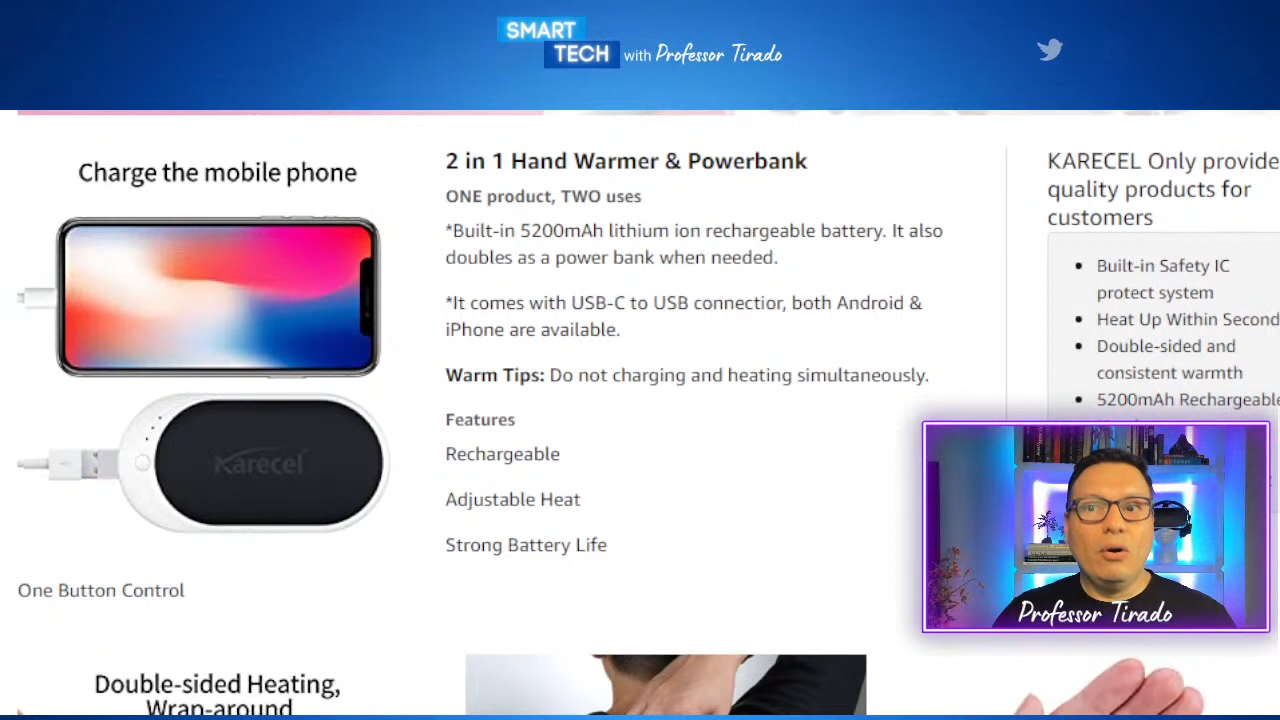 SMART
TECH with Professor Tirado
Charge the mobile phone
Karecel
One Button Control
Double-sided Heating,
Wrap-around
2 in 1 Hand Warmer & Powerbank
ONE product, TWO uses
*Built-in 5200mAh lithium ion rechargeable battery. It also
doubles as a power bank when needed.
*It comes with USB-C to USB connectior, both Android &
iPhone are available.
Warm Tips: Do not charging and heating simultaneously.
Features
Rechargeable
Adjustable Heat
Strong Battery Life
KARECEL Only provide
quality products for
customers
• Built-in Safety IC
protect system
• Heat Up Within Second
• Double-sided and
consistent warmth
• 5200mAh Rechargeable
Professor Tirado